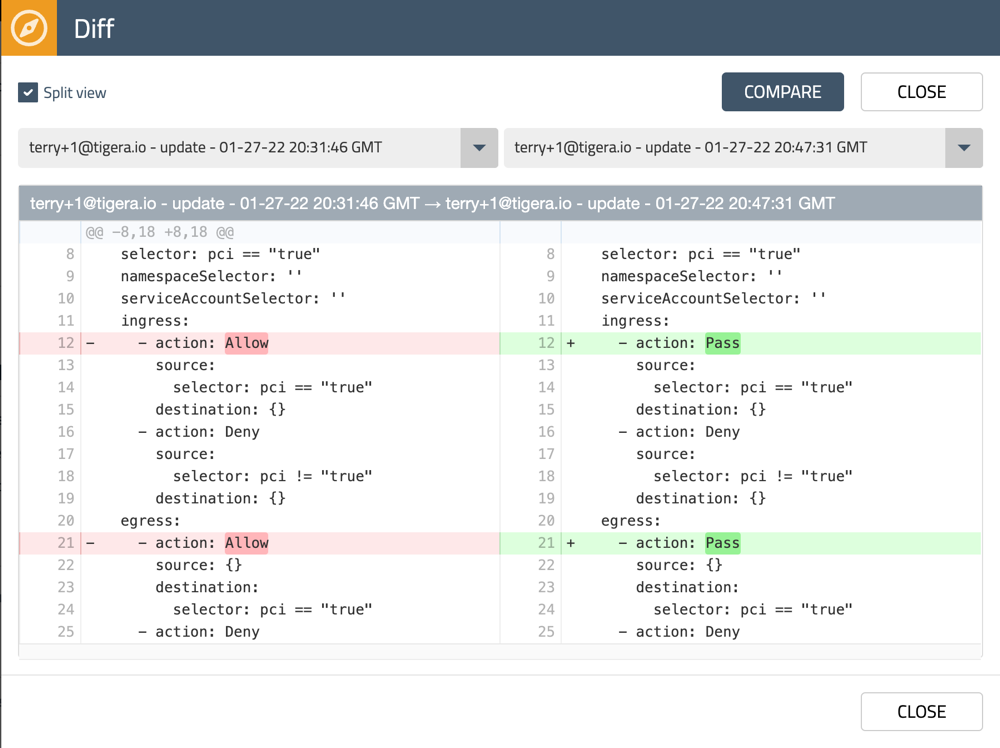 Diff
Split view
COMPARE
CLOSE
terry+1@tigera.io - update - 01-27-22 20:31:46 GMT
terry+1@tigera.io - update - 01-27-22 20:47:31 GMT
terry+1@tigera.io - update - 01-27-22 20:31:46 GMT → terry+1@tigera.io - update - 01-27-22 20:47:31 GMT
@@ -8,18 +8,18 @@
8 selector: pci == "true" 8 selector: pci == "true"
9 namespaceSelector: '' 9 namespaceSelector: ''
10 serviceAccountSelector: '' 10 serviceAccountSelector: ''
11 ingress: 11 ingress:
12 - - action: Allow 12 + - action: Pass
13 source: 13 source:
14 selector: pci == "true" 14 selector: pci == "true"
15 destination: {} 15 destination: {}
16 - action: Deny 16 - action: Deny
17 source: 17 source:
18 selector: pci != "true" 18 selector: pci != "true"
19 destination: {} 19 destination: {}
20 egress: 20 egress:
21 - - action: Allow 21 + - action: Pass
22 source: {} 22 source: {}
23 destination: 23 destination:
24 selector: pci == "true" 24 selector: pci == "true"
25 - action: Deny 25 - action: Deny
CLOSE